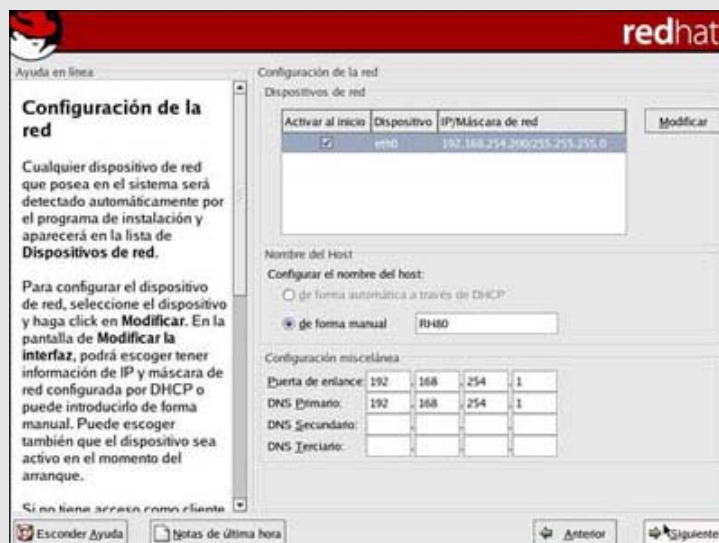 redhat
Ayuda en línea
Configuración de la
red
Cualquier dispositivo de red
que posea en el sistema será
detectado automáticamente por
el programa de instalación y
aparecerá en la lista de
Dispositivos de red.
Para configurar el dispositivo
de red, seleccione el dispositivo
y haga click en Modificar. En la
pantalla de Modificar la
interfaz, podrá escoger tener
información de IP y máscara de
red configurada por DHCP o
puede introducirlo de forma
manual. Puede escoger
también que el dispositivo sea
activo en el momento del
arranque.
Si no tiene acceso como cliente
Configuración de la red
Dispositivos de red
Activar al inicio Dispositivo IP/Máscara de red
eth0 192.168.254.200/255.255.255.0
Modificar
Nombre del Host
Configurar el nombre del host:
de forma automática a través de DHCP
de forma manual RH80
Configuración miscelánea
Puerta de enlance: 192 . 168 . 254 . 1
DNS Primario: 192 . 168 . 254 . 1
DNS Secundario: . . .
DNS Terciario: . . .
Esconder Ayuda Notas de última hora Anterior Siguiente